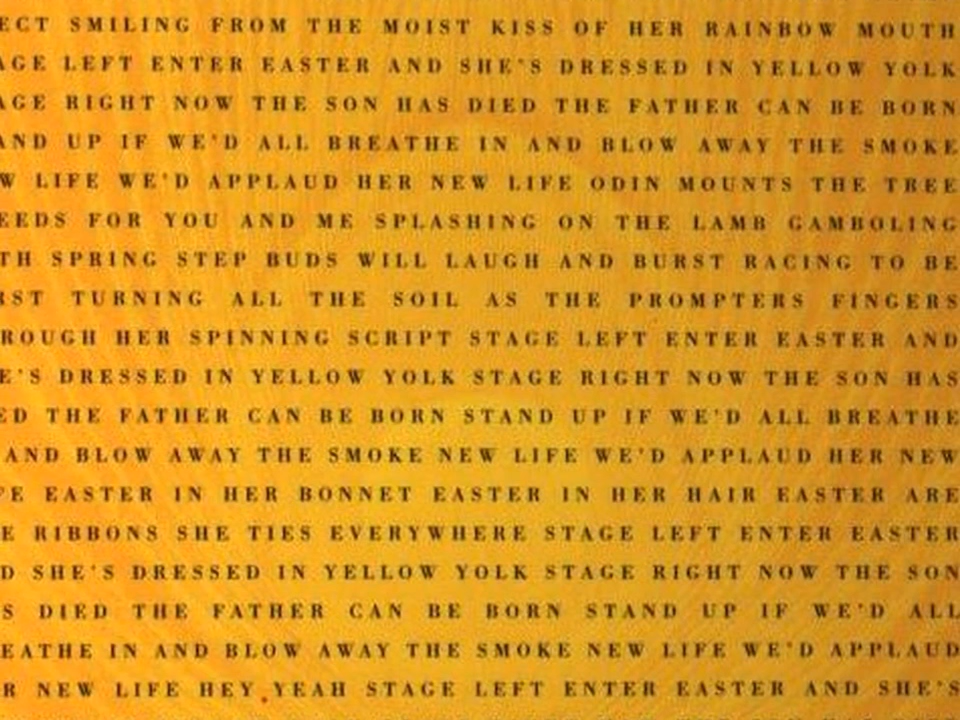 ECT SMILING FROM THE MOIST KISS OF HER RAINBOW MOUTH
AGE LEFT ENTER EASTER AND SHE'S DRESSED IN YELLOW YOLK
AGE RIGHT NOW THE SON HAS DIED THE FATHER CAN BE BORN
AND UP IF WE'D ALL BREATHE IN AND BLOW AWAY THE SMOKE
W LIFE WE'D APPLAUD HER NEW LIFE ODIN MOUNTS THE TREE
EEDS FOR YOU AND ME SPLASHING ON THE LAMB GAMBOLING
TH SPRING STEP BUDS WILL LAUGH AND BURST RACING TO BE
RST TURNING ALL THE SOIL AS THE PROMPTERS FINGERS
ROUGH HER SPINNING SCRIPT STAGE LEFT ENTER EASTER AND
E'S DRESSED IN YELLOW YOLK STAGE RIGHT NOW THE SON HAS
ED THE FATHER CAN BE BORN STAND UP IF WE'D ALL BREATHE
AND BLOW AWAY THE SMOKE NEW LIFE WE'D APPLAUD HER NEW
FE EASTER IN HER BONNET EASTER IN HER HAIR EASTER ARE
E RIBBONS SHE TIES EVERYWHERE STAGE LEFT ENTER EASTER
D SHE'S DRESSED IN YELLOW YOLK STAGE RIGHT NOW THE SON
S DIED THE FATHER CAN BE BORN STAND UP IF WE'D ALL
EATHE IN AND BLOW AWAY THE SMOKE NEW LIFE WE'D APPLAUD
R NEW LIFE HEY YEAH STAGE LEFT ENTER EASTER AND SHE'S